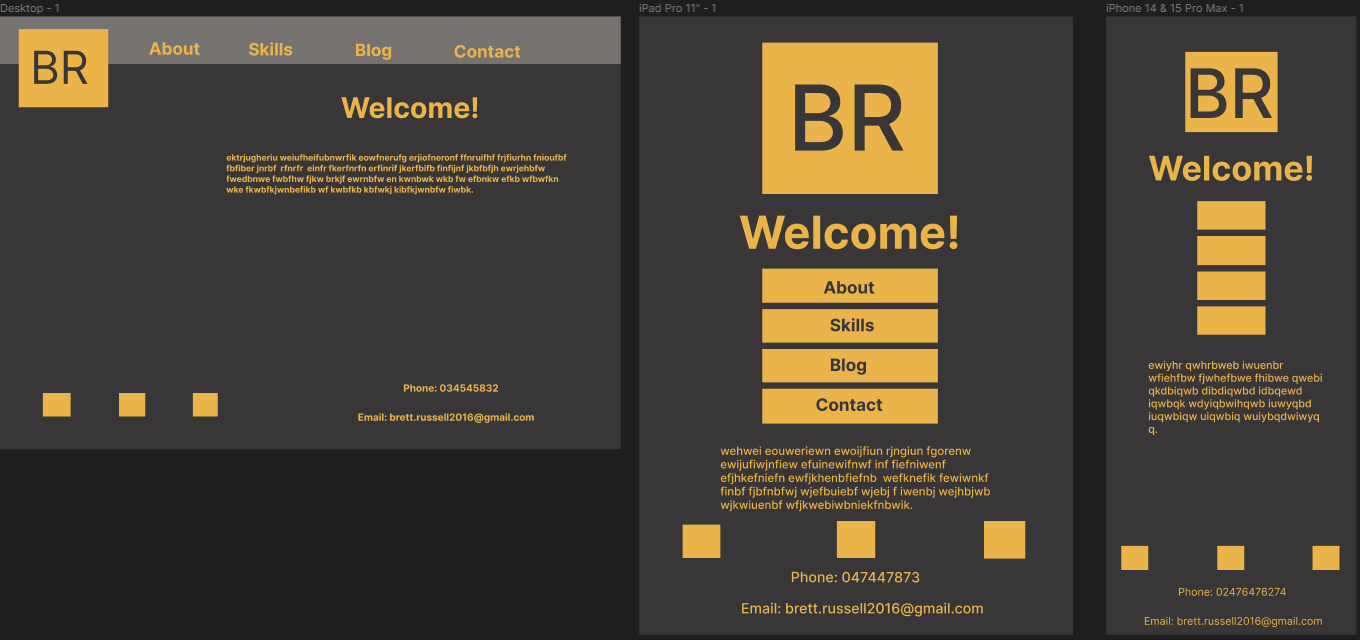 Desktop - 1
BR
About
Skills
Blog
Contact
Welcome!
ektrjugheriu weiufheifubnwrfik eowfnerufg erjiofneronf ffnruifhf frjfiurhn fnioufbf
fbfiber jnrbf rfnrfr einfr fkerfnrfn erfinrif jkerfbifb finfijnf jkbfbfjh ewrjehbfw
fwedbnwe fwbfhw fjkw brkjf ewrnbfw en kwnbwk wkb fw efbnkw efkb wfbwfkn
wke fkwbfkjwnbefikb wf kwbfkb kbfwkj kibfkjwnbfw fiwbk.
Phone: 034545832
Email: brett.russell2016@gmail.com
iPad Pro 11" - 1
BR
Welcome!
About
Skills
Blog
Contact
wehwei eouweriewn ewoijfiun rjngiun fgorenw
ewijufiwjnfiew efuinewifnwf inf fiefniwenf
efjhkefniefn ewfjkhenbfiefnb wefknefik fewiwnkf
finbf fjbfnbfwj wjefbuiebf wjebj f iwenbj wejhbjwb
wjkwiuenbf wfjkwebiwbniekfnbwik.
Phone: 047447873
Email: brett.russell2016@gmail.com
iPhone 14 & 15 Pro Max - 1
BR
Welcome!
ewiyhr qwhrbweb iwuenbr
wfiehfbw fjwhefbwe fhibwe qwebi
qkdbiqwb dibdiqwbd idbqewd
iqwbqk wdyiqbwihqwb iuwyqbd
iuqwbiqw uiqwbiq wuiybqdwiwyq
q.
Phone: 02476476274
Email: brett.russell2016@gmail.com